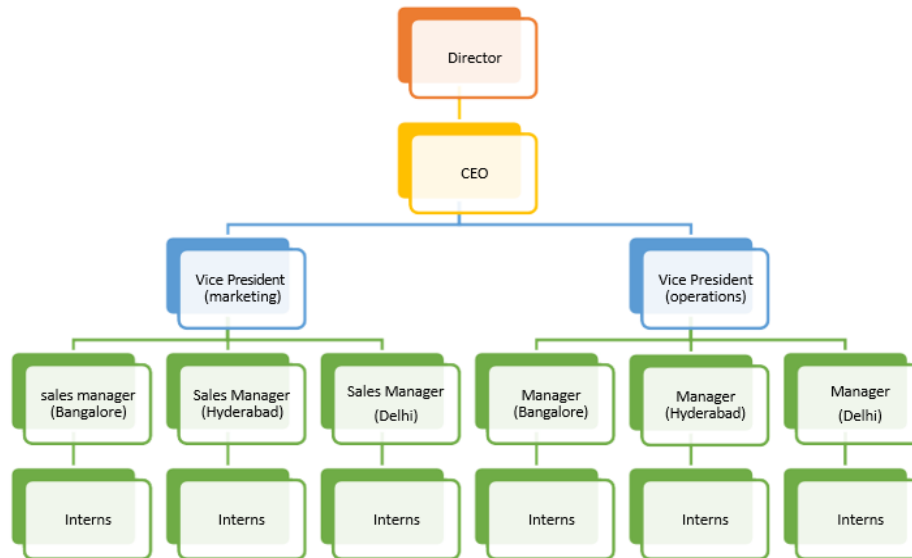 Director
CEO
Vice President
(marketing)
Vice President
(operations)
sales manager
(Bangalore)
Sales Manager
(Hyderabad)
Sales Manager
(Delhi)
Manager
(Bangalore)
Manager
(Hyderabad)
Manager
(Delhi)
Interns
Interns
Interns
Interns
Interns
Interns